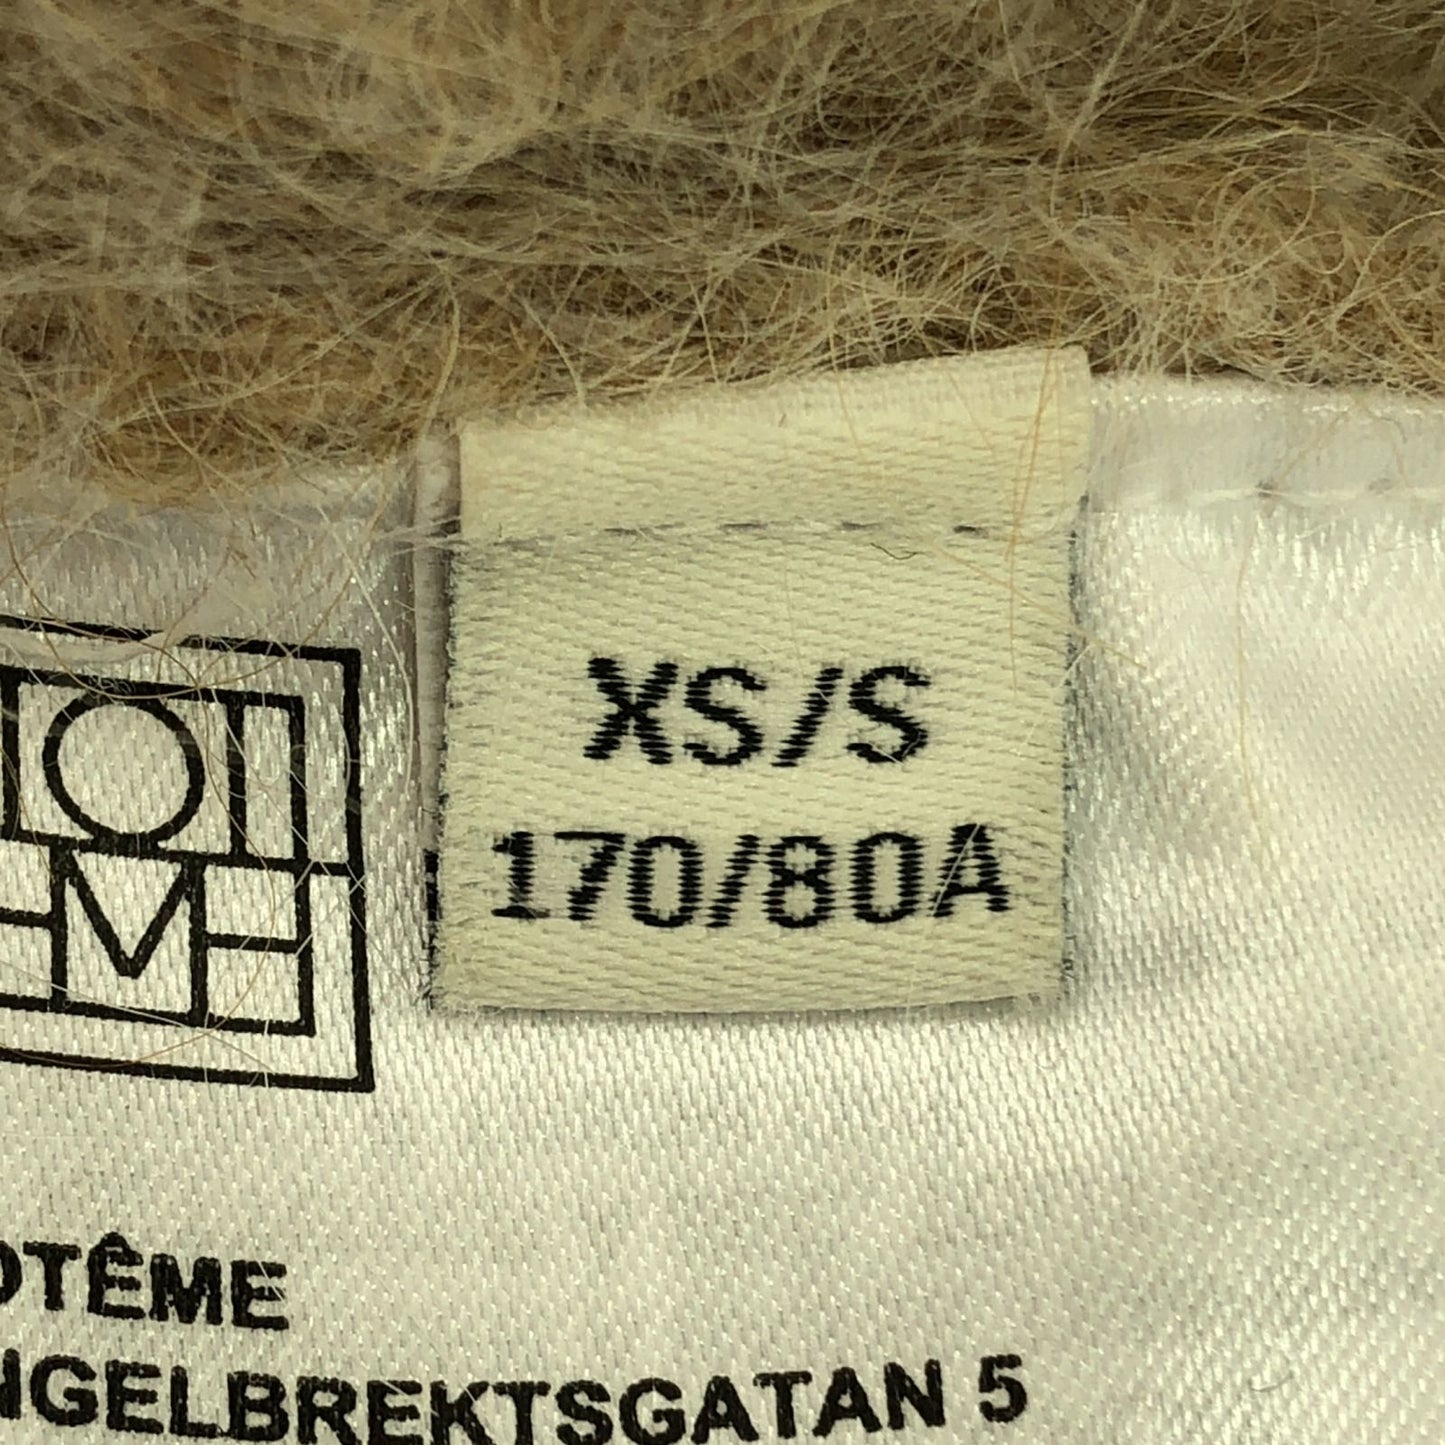 XS/S
170/80A
OTÊME
NGELBREKTSGATAN 5